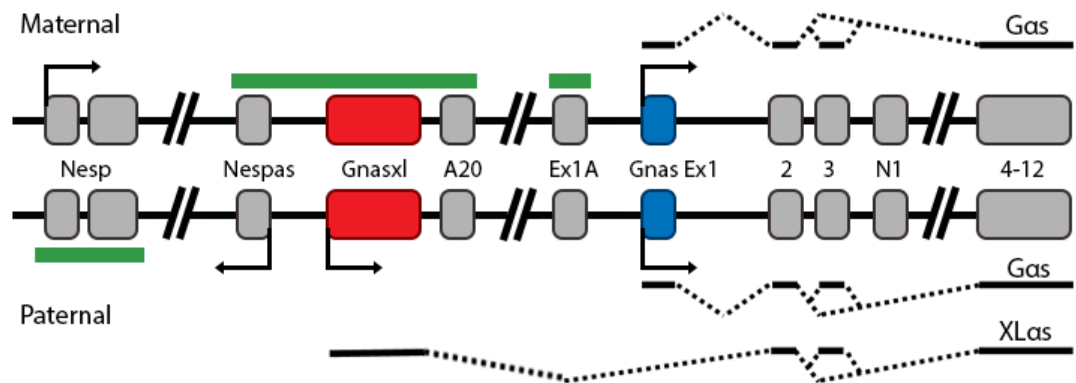 Maternal
Gαs
Nesp Nespas Gnasxl A20 Ex1A Gnas Ex1 2 3 N1 4-12
Gαs
Paternal
XLαs